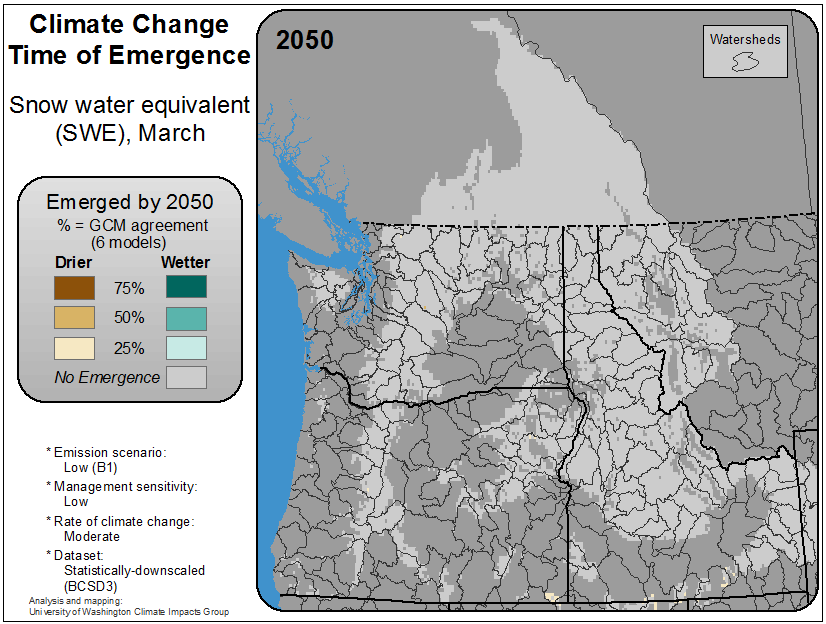 Climate Change
Time of Emergence
Snow water equivalent
(SWE), March
Emerged by 2050
% = GCM agreement
(6 models)
Drier Wetter
75%
50%
25%
No Emergence
* Emission scenario:
Low (B1)
* Management sensitivity:
Low
* Rate of climate change:
Moderate
* Dataset:
Statistically-downscaled
(BCSD3)
Analysis and mapping:
University of Washington Climate Impacts Group
2050
Watersheds